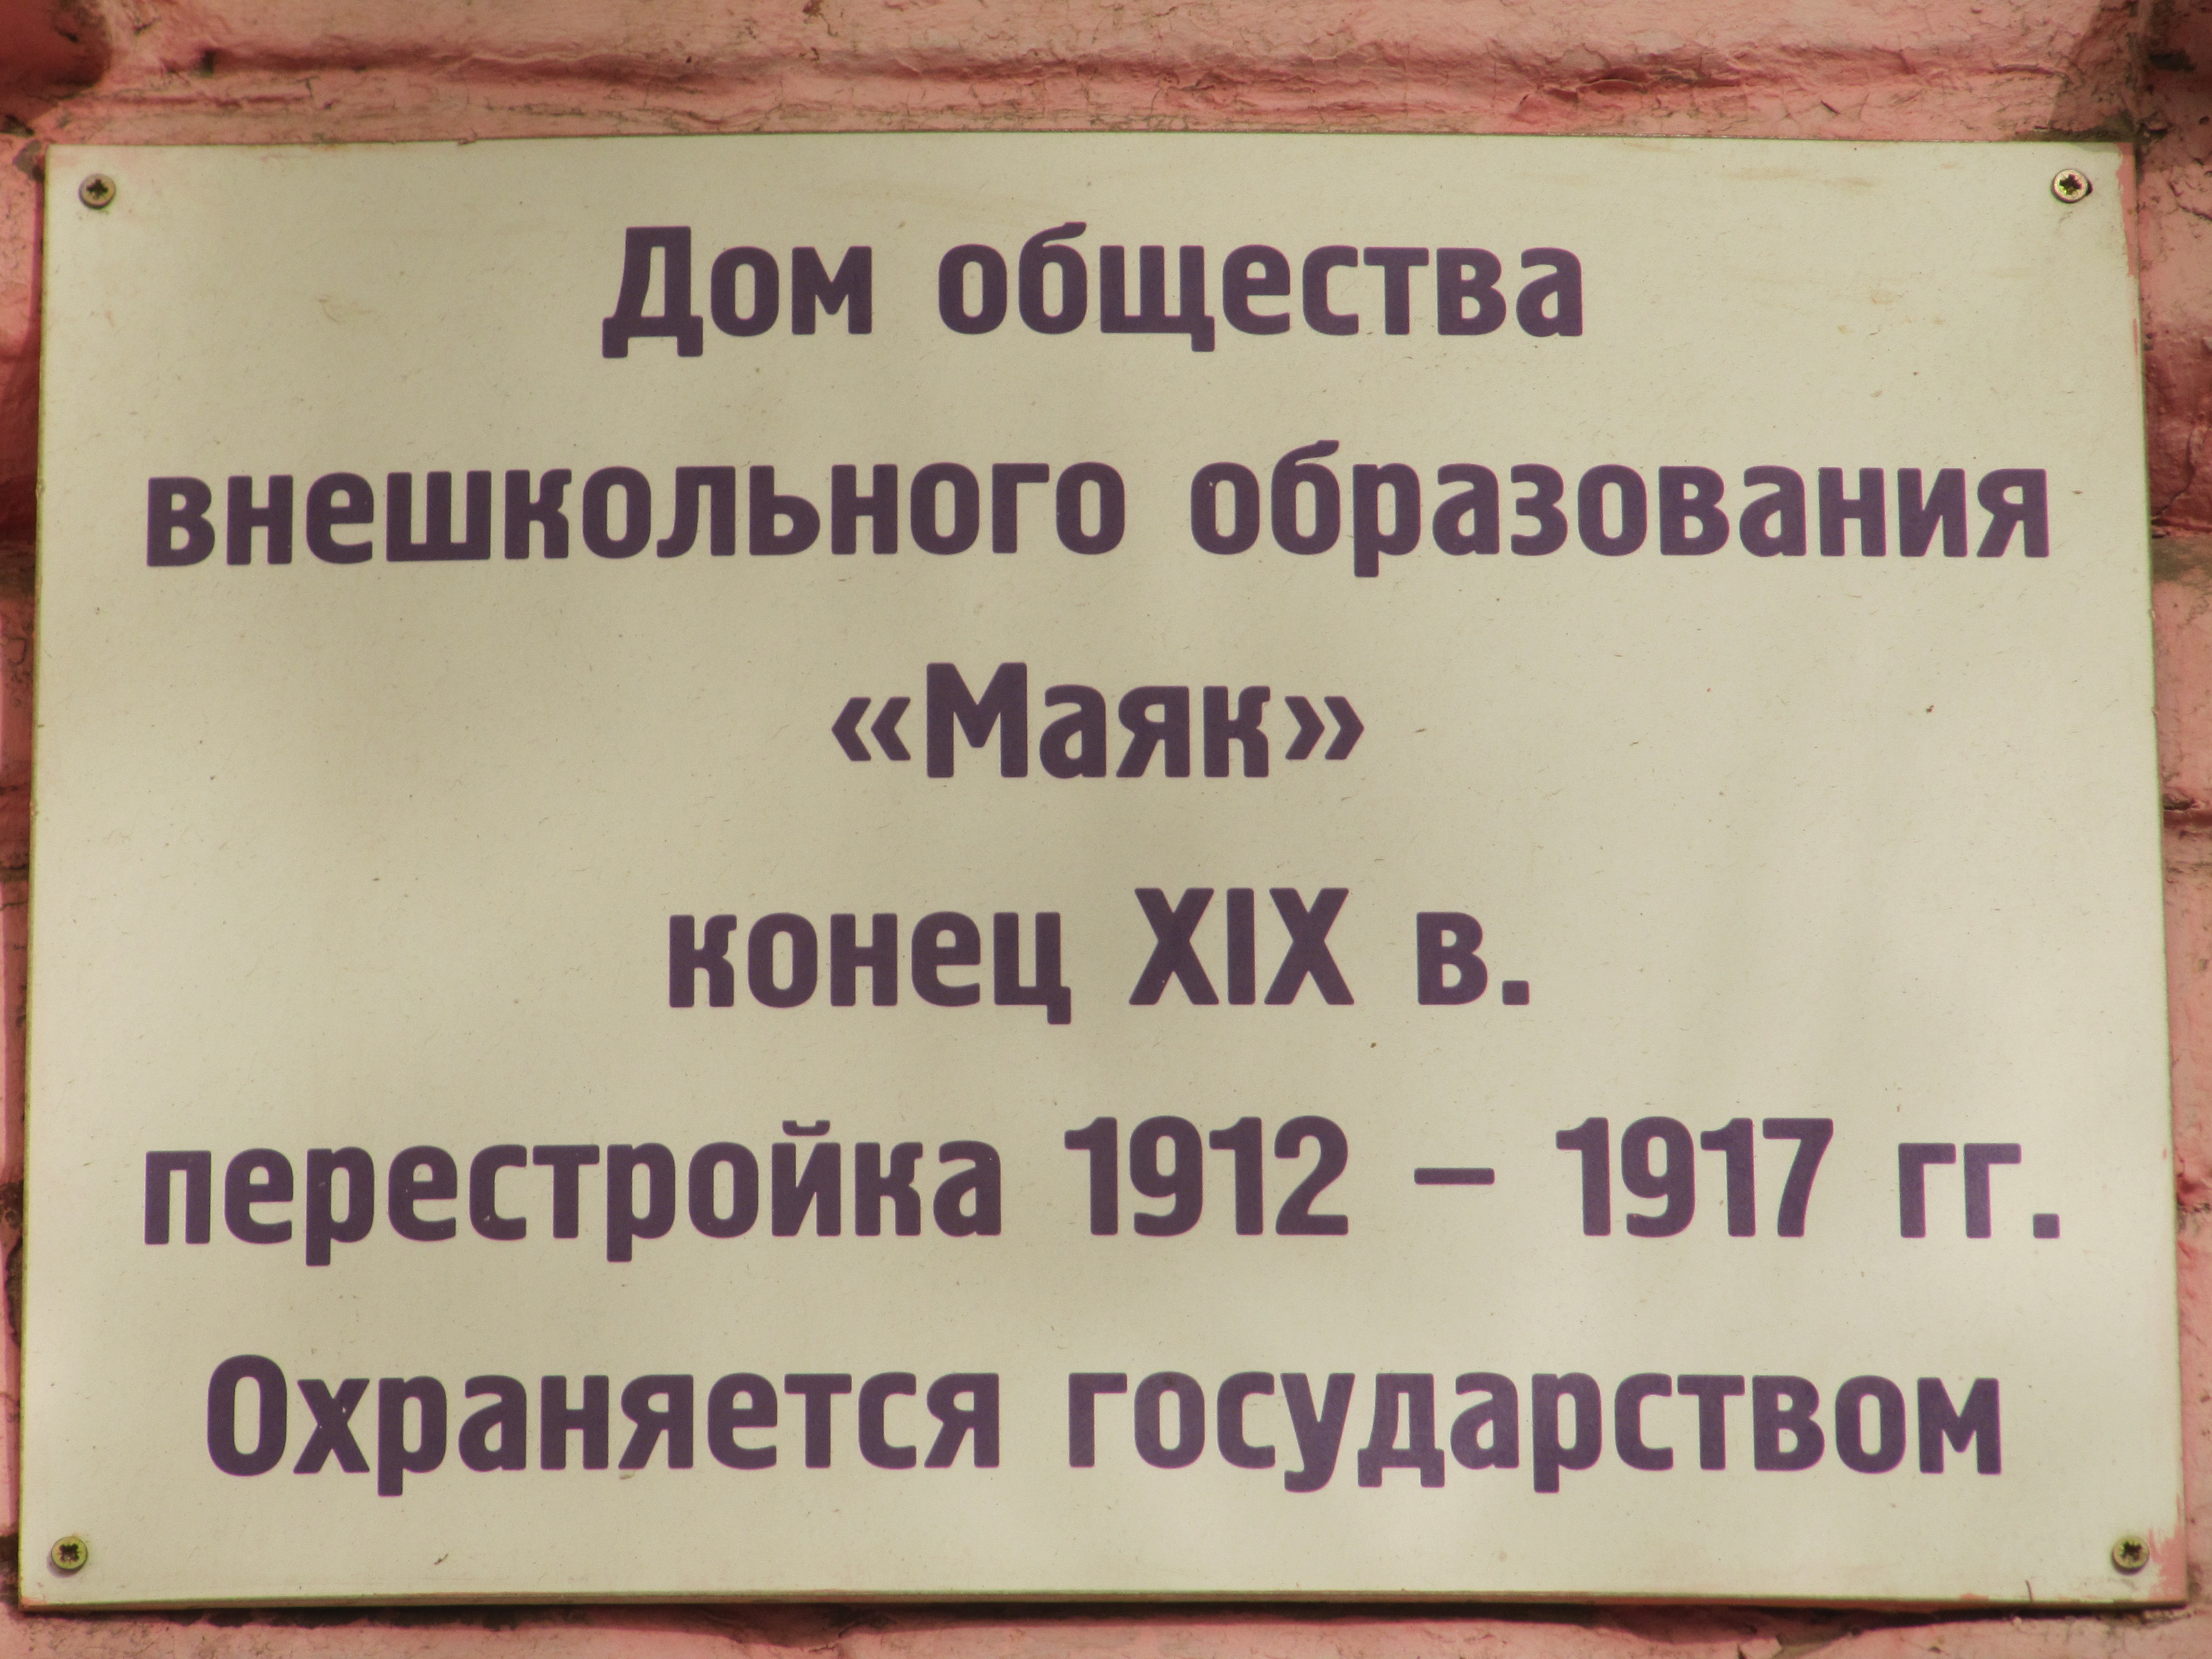 Дом общества
внешкольного образования
«Маяк»
конец XIX в.
перестройка 1912 – 1917 гг.
Охраняется государством